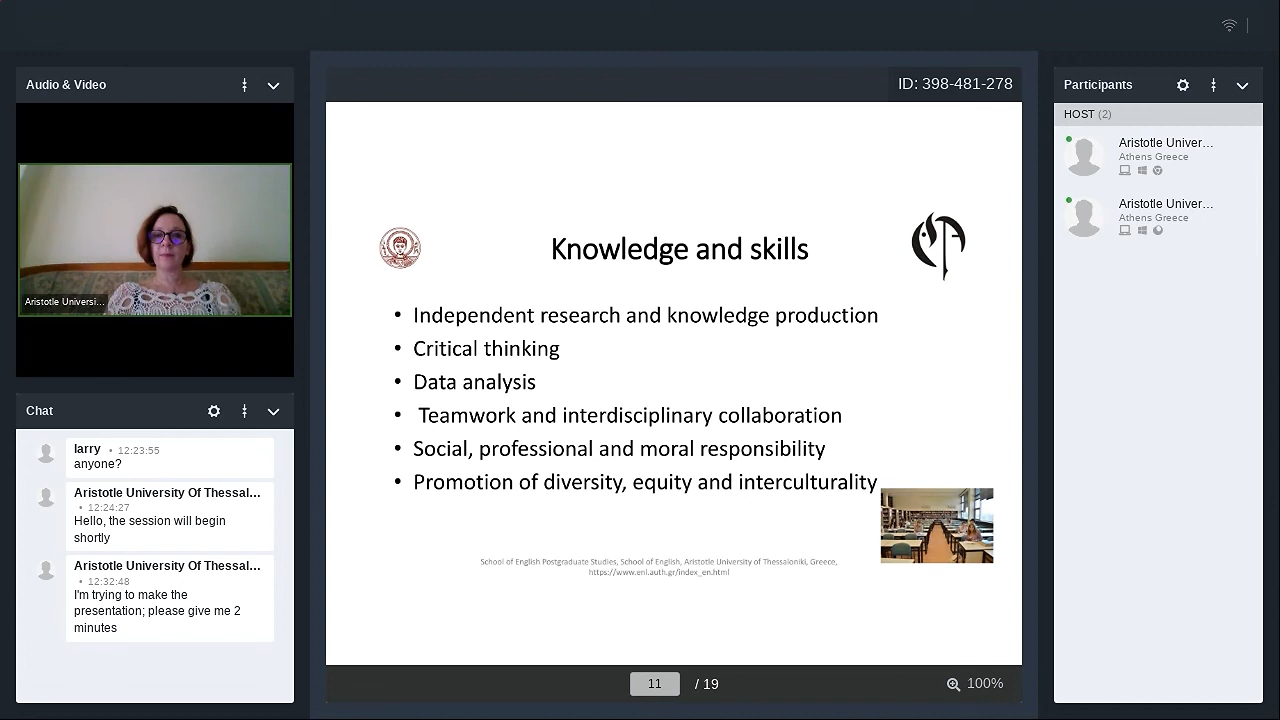 Audio & Video
Aristotle Universi...
Chat
larry • 12:23:55
anyone?
Aristotle University Of Thessal...
• 12:24:27
Hello, the session will begin
shortly
Aristotle University Of Thessal...
• 12:32:48
I'm trying to make the
presentation; please give me 2
minutes
ID: 398-481-278
Knowledge and skills
• Independent research and knowledge production
• Critical thinking
• Data analysis
• Teamwork and interdisciplinary collaboration
• Social, professional and moral responsibility
• Promotion of diversity, equity and interculturality
School of English Postgraduate Studies, School of English, Aristotle University of Thessaloniki, Greece,
https://www.enl.auth.gr/index_en.html
11 / 19
100%
Participants
HOST (2)
Aristotle Univer...
Athens Greece
Aristotle Univer...
Athens Greece